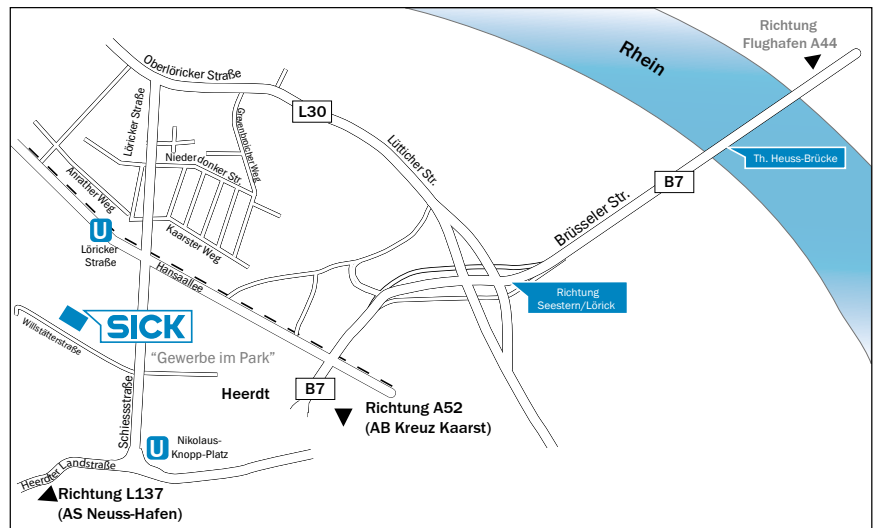 Richtung
Flughafen A44
Rhein
Oberlöricker Straße
Löricker Straße
L30
Grevenbroicher Weg
Lütticher Str.
Niederdonker Str.
Th. Heuss-Brücke
B7
Anrather Weg
Brüsseler Str.
U
Löricker
Straße
Kaarster Weg
Hansaallee
Richtung
Seestern/Lörick
SICK
Willstätterstraße
“Gewerbe im Park”
Heerdt
B7
Richtung A52
(AB Kreuz Kaarst)
Schiessstraße
U
Nikolaus-
Knopp-Platz
Heerdter Landstraße
Richtung L137
(AS Neuss-Hafen)